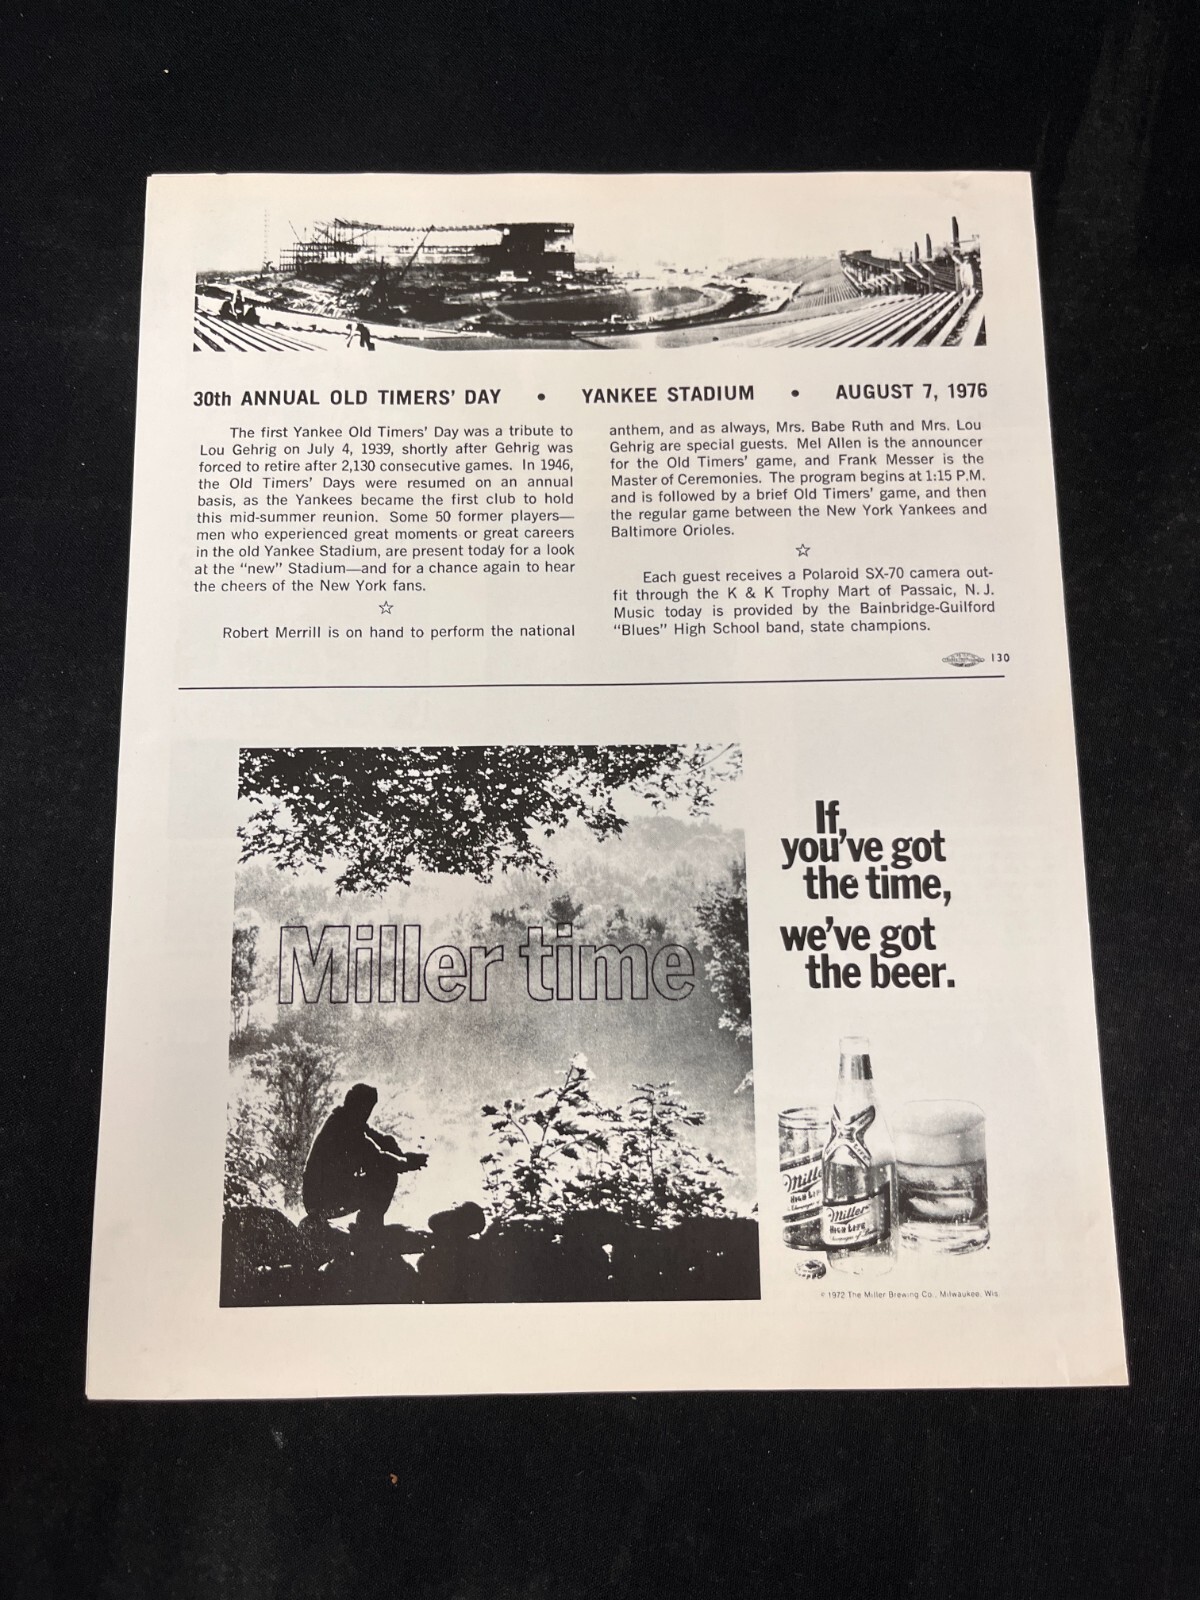 30th ANNUAL OLD TIMERS' DAY • YANKEE STADIUM • AUGUST 7, 1976
The first Yankee Old Timers' Day was a tribute to
Lou Gehrig on July 4, 1939, shortly after Gehrig was
forced to retire after 2,130 consecutive games. In 1946,
the Old Timers' Days were resumed on an annual
basis, as the Yankees became the first club to hold
this mid-summer reunion. Some 50 former players—
men who experienced great moments or great careers
in the old Yankee Stadium, are present today for a look
at the "new" Stadium—and for a chance again to hear
the cheers of the New York fans.
☆
Robert Merrill is on hand to perform the national
anthem, and as always, Mrs. Babe Ruth and Mrs. Lou
Gehrig are special guests. Mel Allen is the announcer
for the Old Timers' game, and Frank Messer is the
Master of Ceremonies. The program begins at 1:15 P.M.
and is followed by a brief Old Timers' game, and then
the regular game between the New York Yankees and
Baltimore Orioles.
☆
Each guest receives a Polaroid SX-70 camera out-
fit through the K & K Trophy Mart of Passaic, N. J.
Music today is provided by the Bainbridge-Guilford
"Blues" High School band, state champions.
130
Miller time
If,
you've got
the time,
we've got
the beer.
Mille
HIGH LIF
Miller
HIGH LIFE
© 1972 The Miller Brewing Co., Milwaukee, Wis.